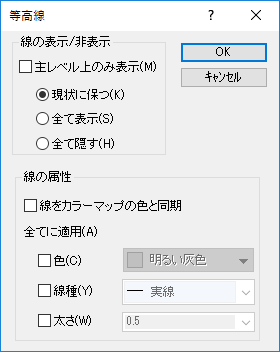 等高線
? ×
線の表示/非表示
主レベル上のみ表示(M)
現状に保つ(K)
全て表示(S)
全て隠す(H)
OK
キャンセル
線の属性
線をカラーマップの色と同期
全てに適用(A)
色(C) 明るい灰色
線種(Y) 実線
太さ(W) 0.5